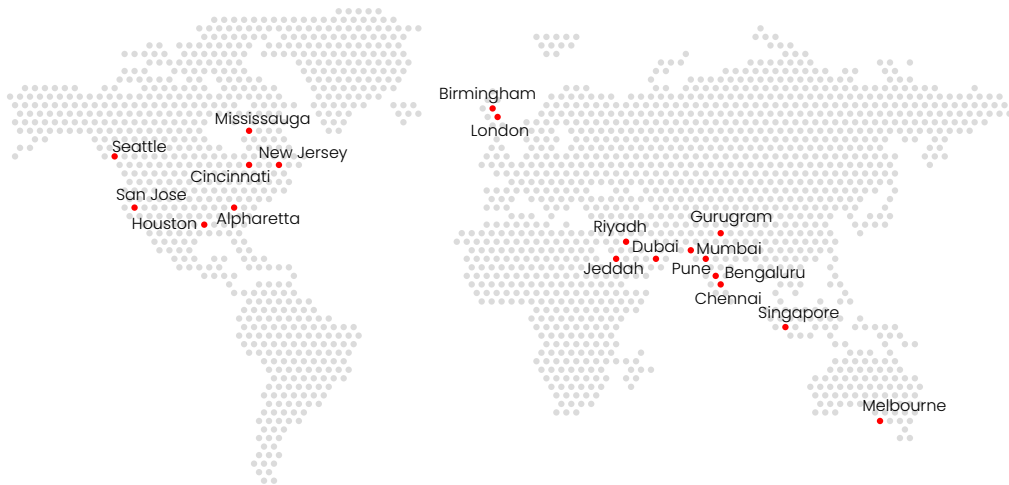 Birmingham
Mississauga
London
Seattle
New Jersey
Cincinnati
San Jose
Houston
Alpharetta
Gurugram
Riyadh
Dubai
Mumbai
Jeddah
Pune
Bengaluru
Chennai
Singapore
Melbourne